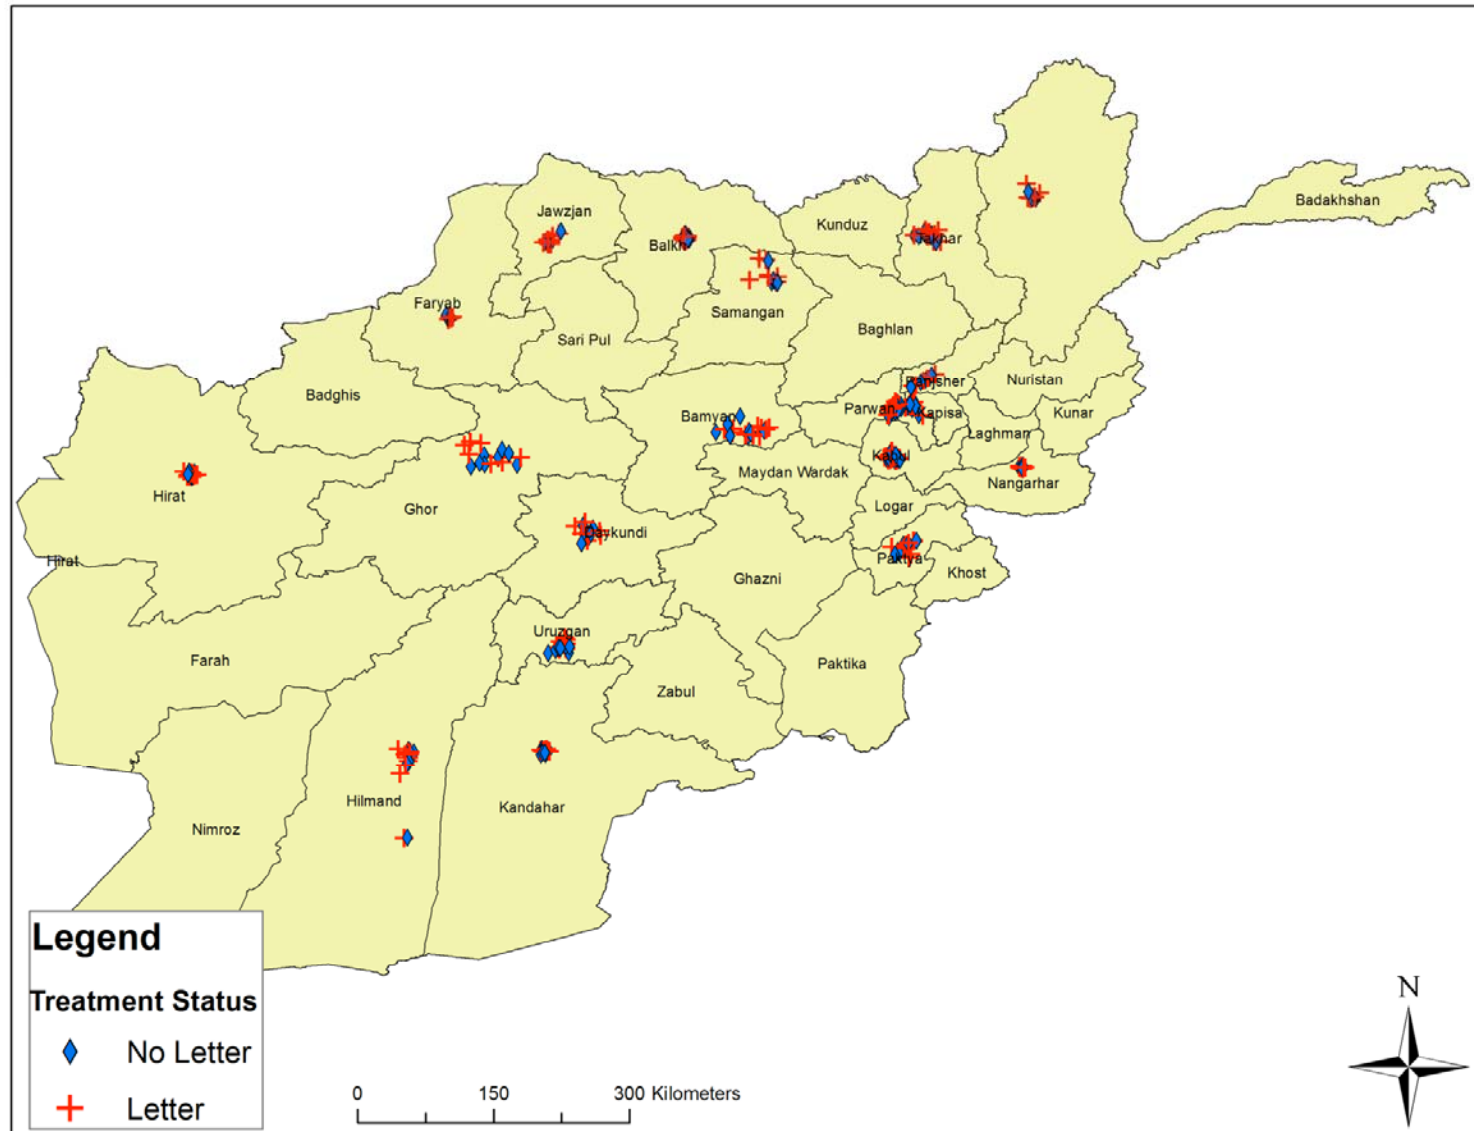 Badakhshan
Jawzjan
Kunduz
Takhar
Balkh
Faryab
Samangan
Baghlan
Sari Pul
Panjsher
Nuristan
Badghis
Bamyan
Parwan
Kapisa
Kunar
Laghman
Kabul
Maydan Wardak
Nangarhar
Hirat
Ghor
Logar
Daykundi
Hirat
Paktya
Khost
Ghazni
Uruzgan
Farah
Paktika
Zabul
Hilmand
Kandahar
Nimroz
Legend
Treatment Status
No Letter
Letter
0 150 300 Kilometers
N